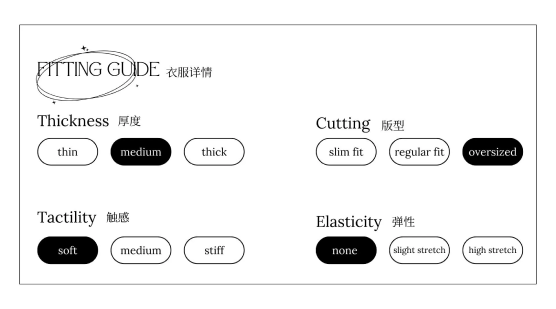 FITTING GUIDE 衣服详情
Thickness 厚度
thin medium thick
Cutting 版型
slim fit regular fit oversized
Tactility 触感
soft medium stiff
Elasticity 弹性
none slight stretch high stretch